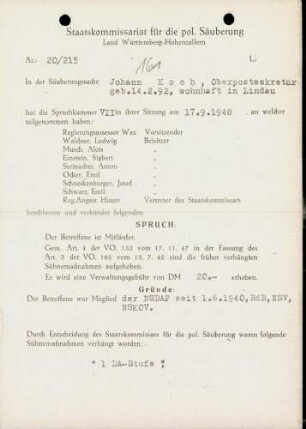 Staatskommissariat für die pol. Säuberung
Land Württemberg-Hohenzollern
Az.: 20/215
161
L:
In der Säuberungssache Johann Koch, Oberpostsekretär
geb.14.2.92, wohnhaft in Lindau
hat die Spruchkammer VII in ihrer Sitzung am 17.9.1948 an welcher
teilgenommen haben:
Regierungsassessor Wax Vorsitzender
Waldner, Ludwig Beisitzer
Munch, Alois "
Einstein, Sigbert "
Steinacher, Anton "
Oder, Emil "
Schneckenburger, Josef "
Schwarz, Emil "
Reg.Angest. Hauer Vertreter des Staatskommissars
beschlossen und verkündet folgenden
SPRUCH:
Der Betroffene ist Mitläufer.
Gem. Art. 4 der VO. 133 vom 17. 11. 47 in der Fassung des
Art. 3 der VO. 165 vom 13. 7. 48 sind die früher verhängten
Sühnemaßnahmen aufgehoben.
Es wird eine Verwaltungsgebühr von DM 20.- erhoben.
Gründe:
Der Betroffene war Mitglied der NSDAP seit 1.6.1940, RdB, NSV,
NSKOV.
Durch Entscheidung des Staatskommissars für die pol. Säuberung waren folgende
Sühnemaßnahmen verhängt worden:
" 1 DA-Stufe "